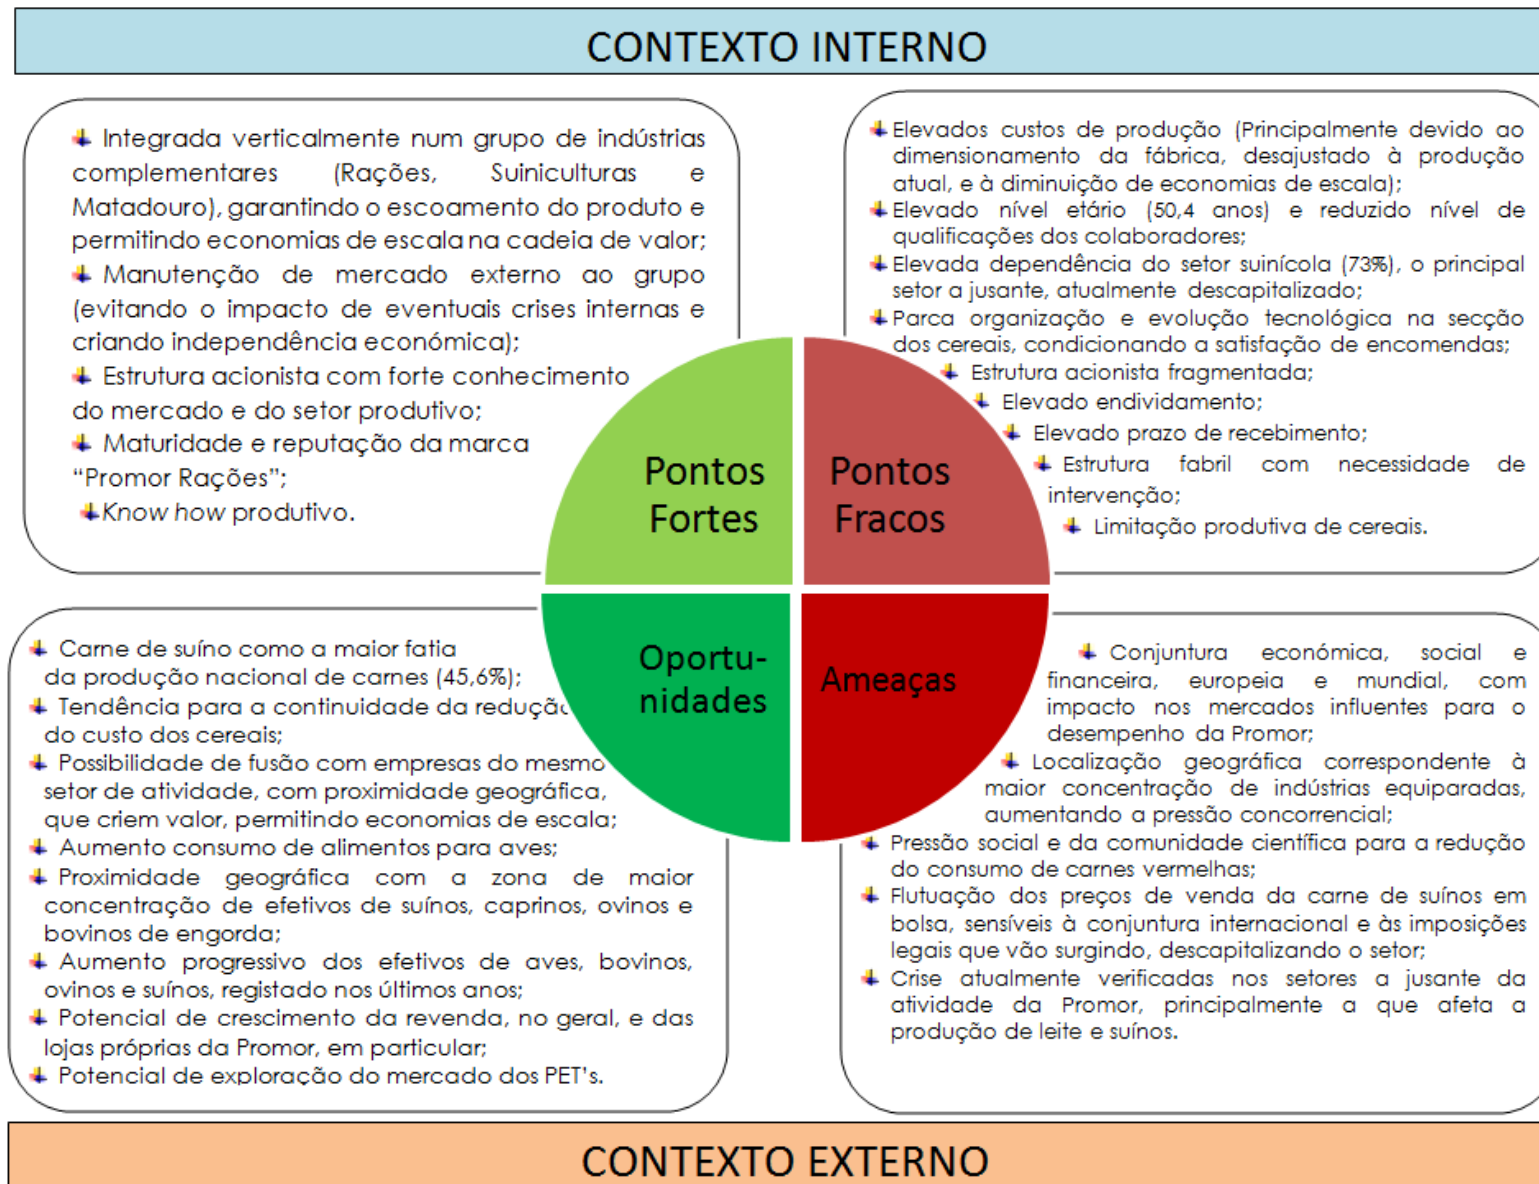 CONTEXTO INTERNO
Integrada verticalmente num grupo de indústrias
complementares (Rações, Suiniculturas e
Matadouro), garantindo o escoamento do produto e
permitindo economias de escala na cadeia de valor;
Manutenção de mercado externo ao grupo
(evitando o impacto de eventuais crises internas e
criando independência económica);
Estrutura acionista com forte conhecimento
do mercado e do setor produtivo;
Maturidade e reputação da marca
“Promor Rações”;
Know how produtivo.
Elevados custos de produção (Principalmente devido ao
dimensionamento da fábrica, desajustado à produção
atual, e à diminuição de economias de escala);
Elevado nível etário (50,4 anos) e reduzido nível de
qualificações dos colaboradores;
Elevada dependência do setor suinícola (73%), o principal
setor a jusante, atualmente descapitalizado;
Parca organização e evolução tecnológica na secção
dos cereais, condicionando a satisfação de encomendas;
Estrutura acionista fragmentada;
Elevado endividamento;
Elevado prazo de recebimento;
Estrutura fabril com necessidade de
intervenção;
Limitação produtiva de cereais.
Pontos
Fortes
Pontos
Fracos
Oportu-
nidades
Ameaças
Carne de suíno como a maior fatia
da produção nacional de carnes (45,6%);
Tendência para a continuidade da redução
do custo dos cereais;
Possibilidade de fusão com empresas do mesmo
setor de atividade, com proximidade geográfica,
que criem valor, permitindo economias de escala;
Aumento consumo de alimentos para aves;
Proximidade geográfica com a zona de maior
concentração de efetivos de suínos, caprinos, ovinos e
bovinos de engorda;
Aumento progressivo dos efetivos de aves, bovinos,
ovinos e suínos, registado nos últimos anos;
Potencial de crescimento da revenda, no geral, e das
lojas próprias da Promor, em particular;
Potencial de exploração do mercado dos PET's.
Conjuntura económica, social e
financeira, europeia e mundial, com
impacto nos mercados influentes para o
desempenho da Promor;
Localização geográfica correspondente à
maior concentração de indústrias equiparadas,
aumentando a pressão concorrencial;
Pressão social e da comunidade científica para a redução
do consumo de carnes vermelhas;
Flutuação dos preços de venda da carne de suínos em
bolsa, sensíveis à conjuntura internacional e às imposições
legais que vão surgindo, descapitalizando o setor;
Crise atualmente verificadas nos setores a jusante da
atividade da Promor, principalmente a que afeta a
produção de leite e suínos.
CONTEXTO EXTERNO